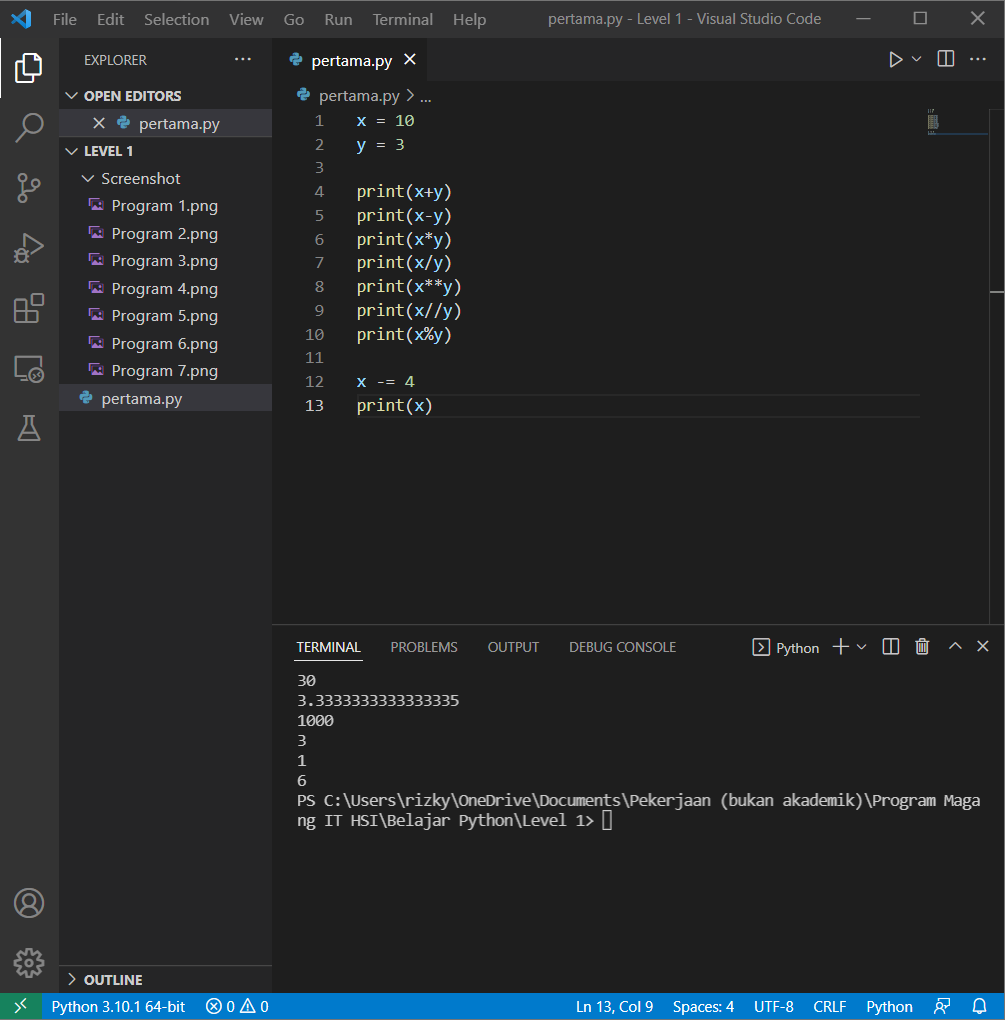 File Edit Selection View Go Run Terminal Help pertama.py - Level 1 - Visual Studio Code
EXPLORER ...
OPEN EDITORS
pertama.py
LEVEL 1
Screenshot
Program 1.png
Program 2.png
Program 3.png
Program 4.png
Program 5.png
Program 6.png
Program 7.png
pertama.py
OUTLINE
pertama.py
pertama.py > ...
1 x = 10
2 y = 3
3
4 print(x+y)
5 print(x-y)
6 print(x*y)
7 print(x/y)
8 print(x**y)
9 print(x//y)
10 print(x%y)
11
12 x -= 4
13 print(x)
TERMINAL PROBLEMS OUTPUT DEBUG CONSOLE Python
30
3.3333333333333335
1000
3
1
6
PS C:\Users\rizky\OneDrive\Documents\Pekerjaan (bukan akademik)\Program Maga
ng IT HSI\Belajar Python\Level 1>
Python 3.10.1 64-bit 0 0 Ln 13, Col 9 Spaces: 4 UTF-8 CRLF Python